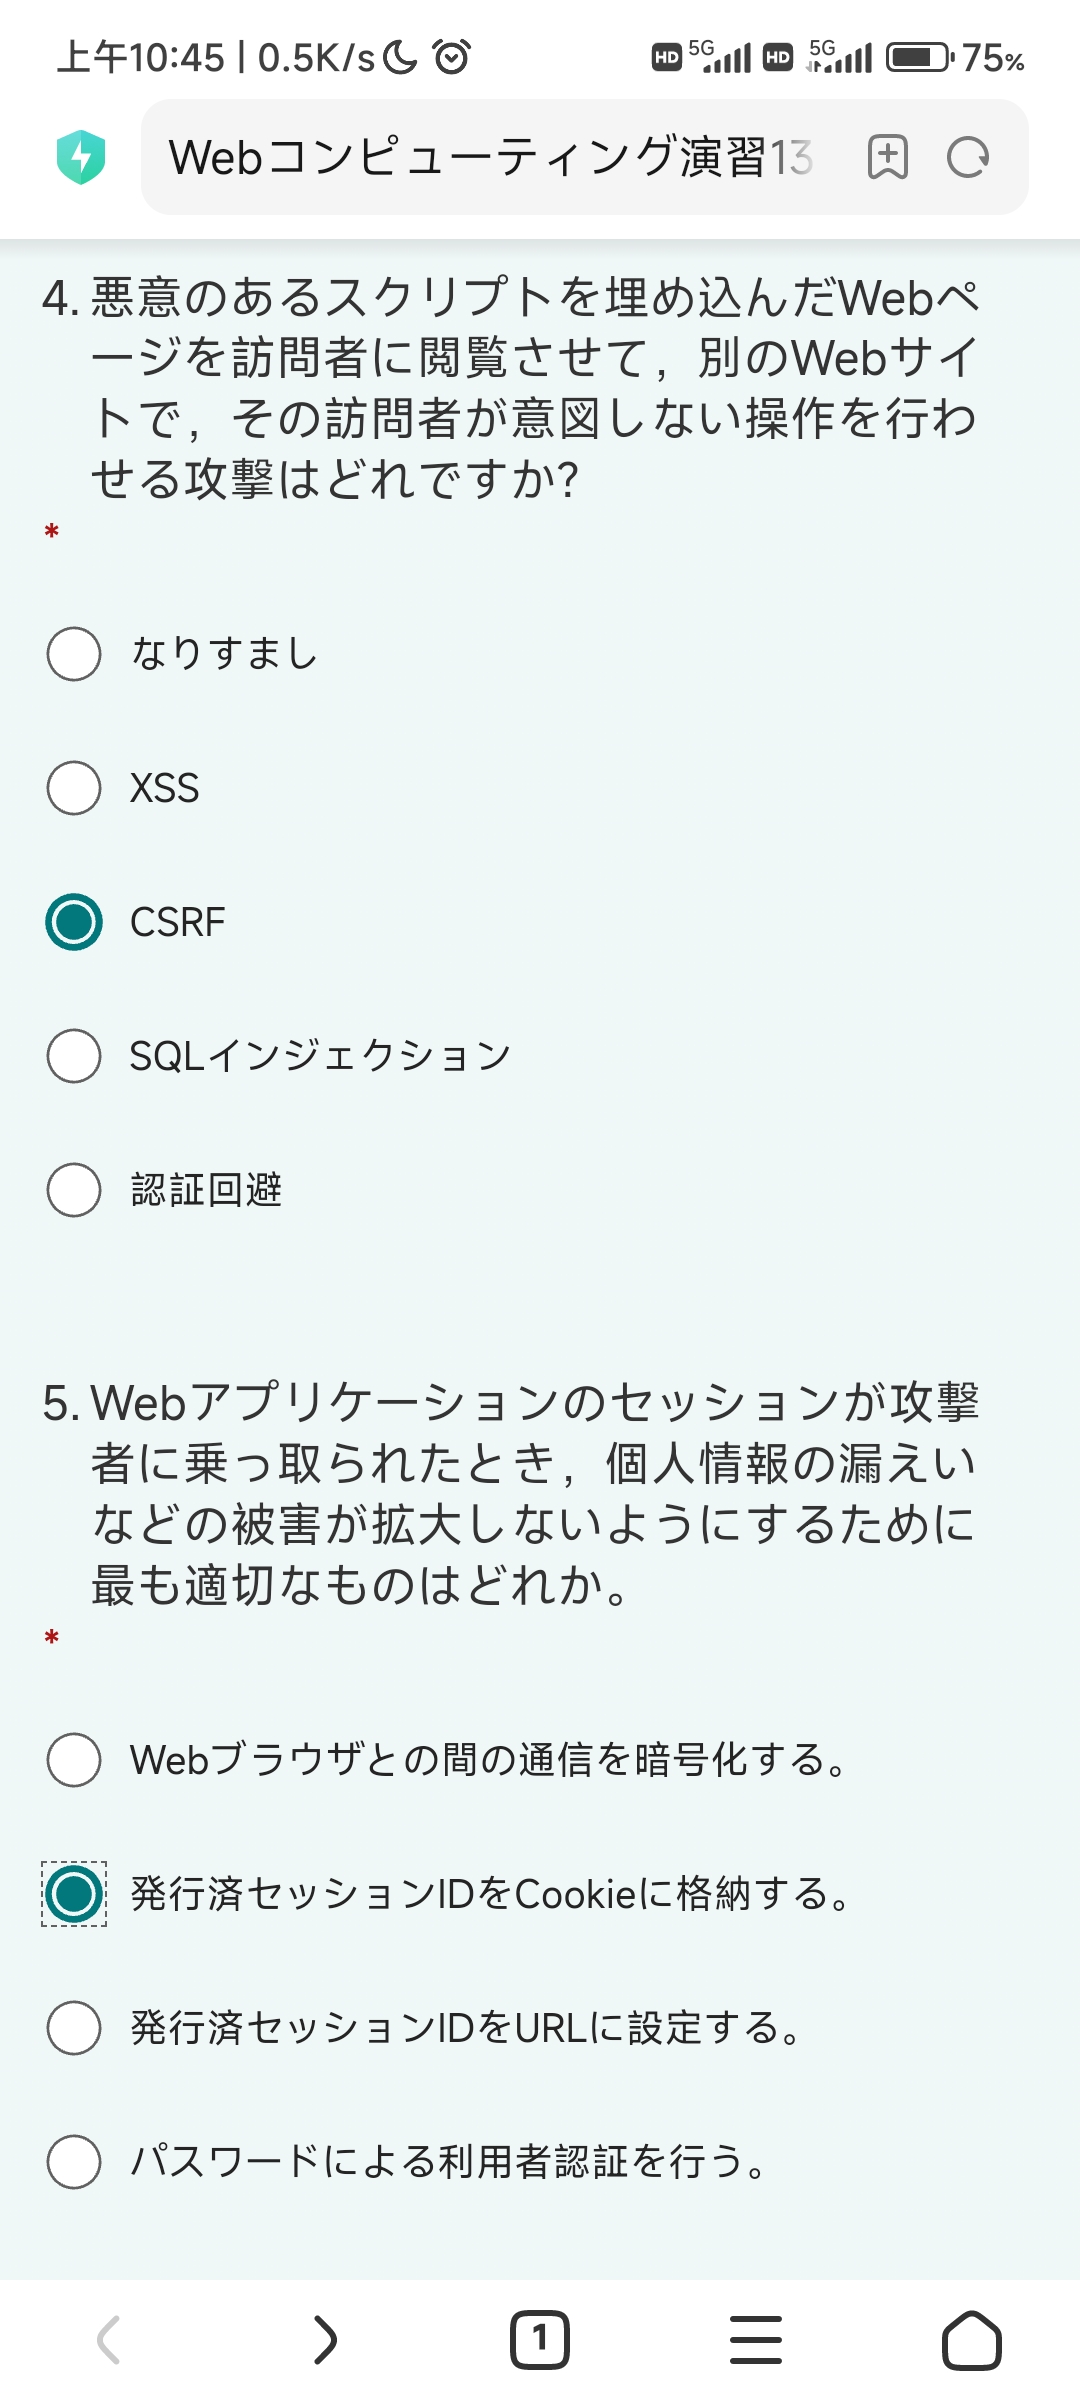 上午10:45 | 0.5K/s HD 5G HD 5G 75%
Webコンピューティング演習13
4. 悪意のあるスクリプトを埋め込んだWebペ
ージを訪問者に閲覧させて，別のWebサイ
トで，その訪問者が意図しない操作を行わ
せる攻撃はどれですか?
*
なりすまし
XSS
CSRF
SQLインジェクション
認証回避
5. Webアプリケーションのセッションが攻撃
者に乗っ取られたとき，個人情報の漏えい
などの被害が拡大しないようにするために
最も適切なものはどれか。
*
Webブラウザとの間の通信を暗号化する。
発行済セッションIDをCookieに格納する。
発行済セッションIDをURLに設定する。
パスワードによる利用者認証を行う。
1